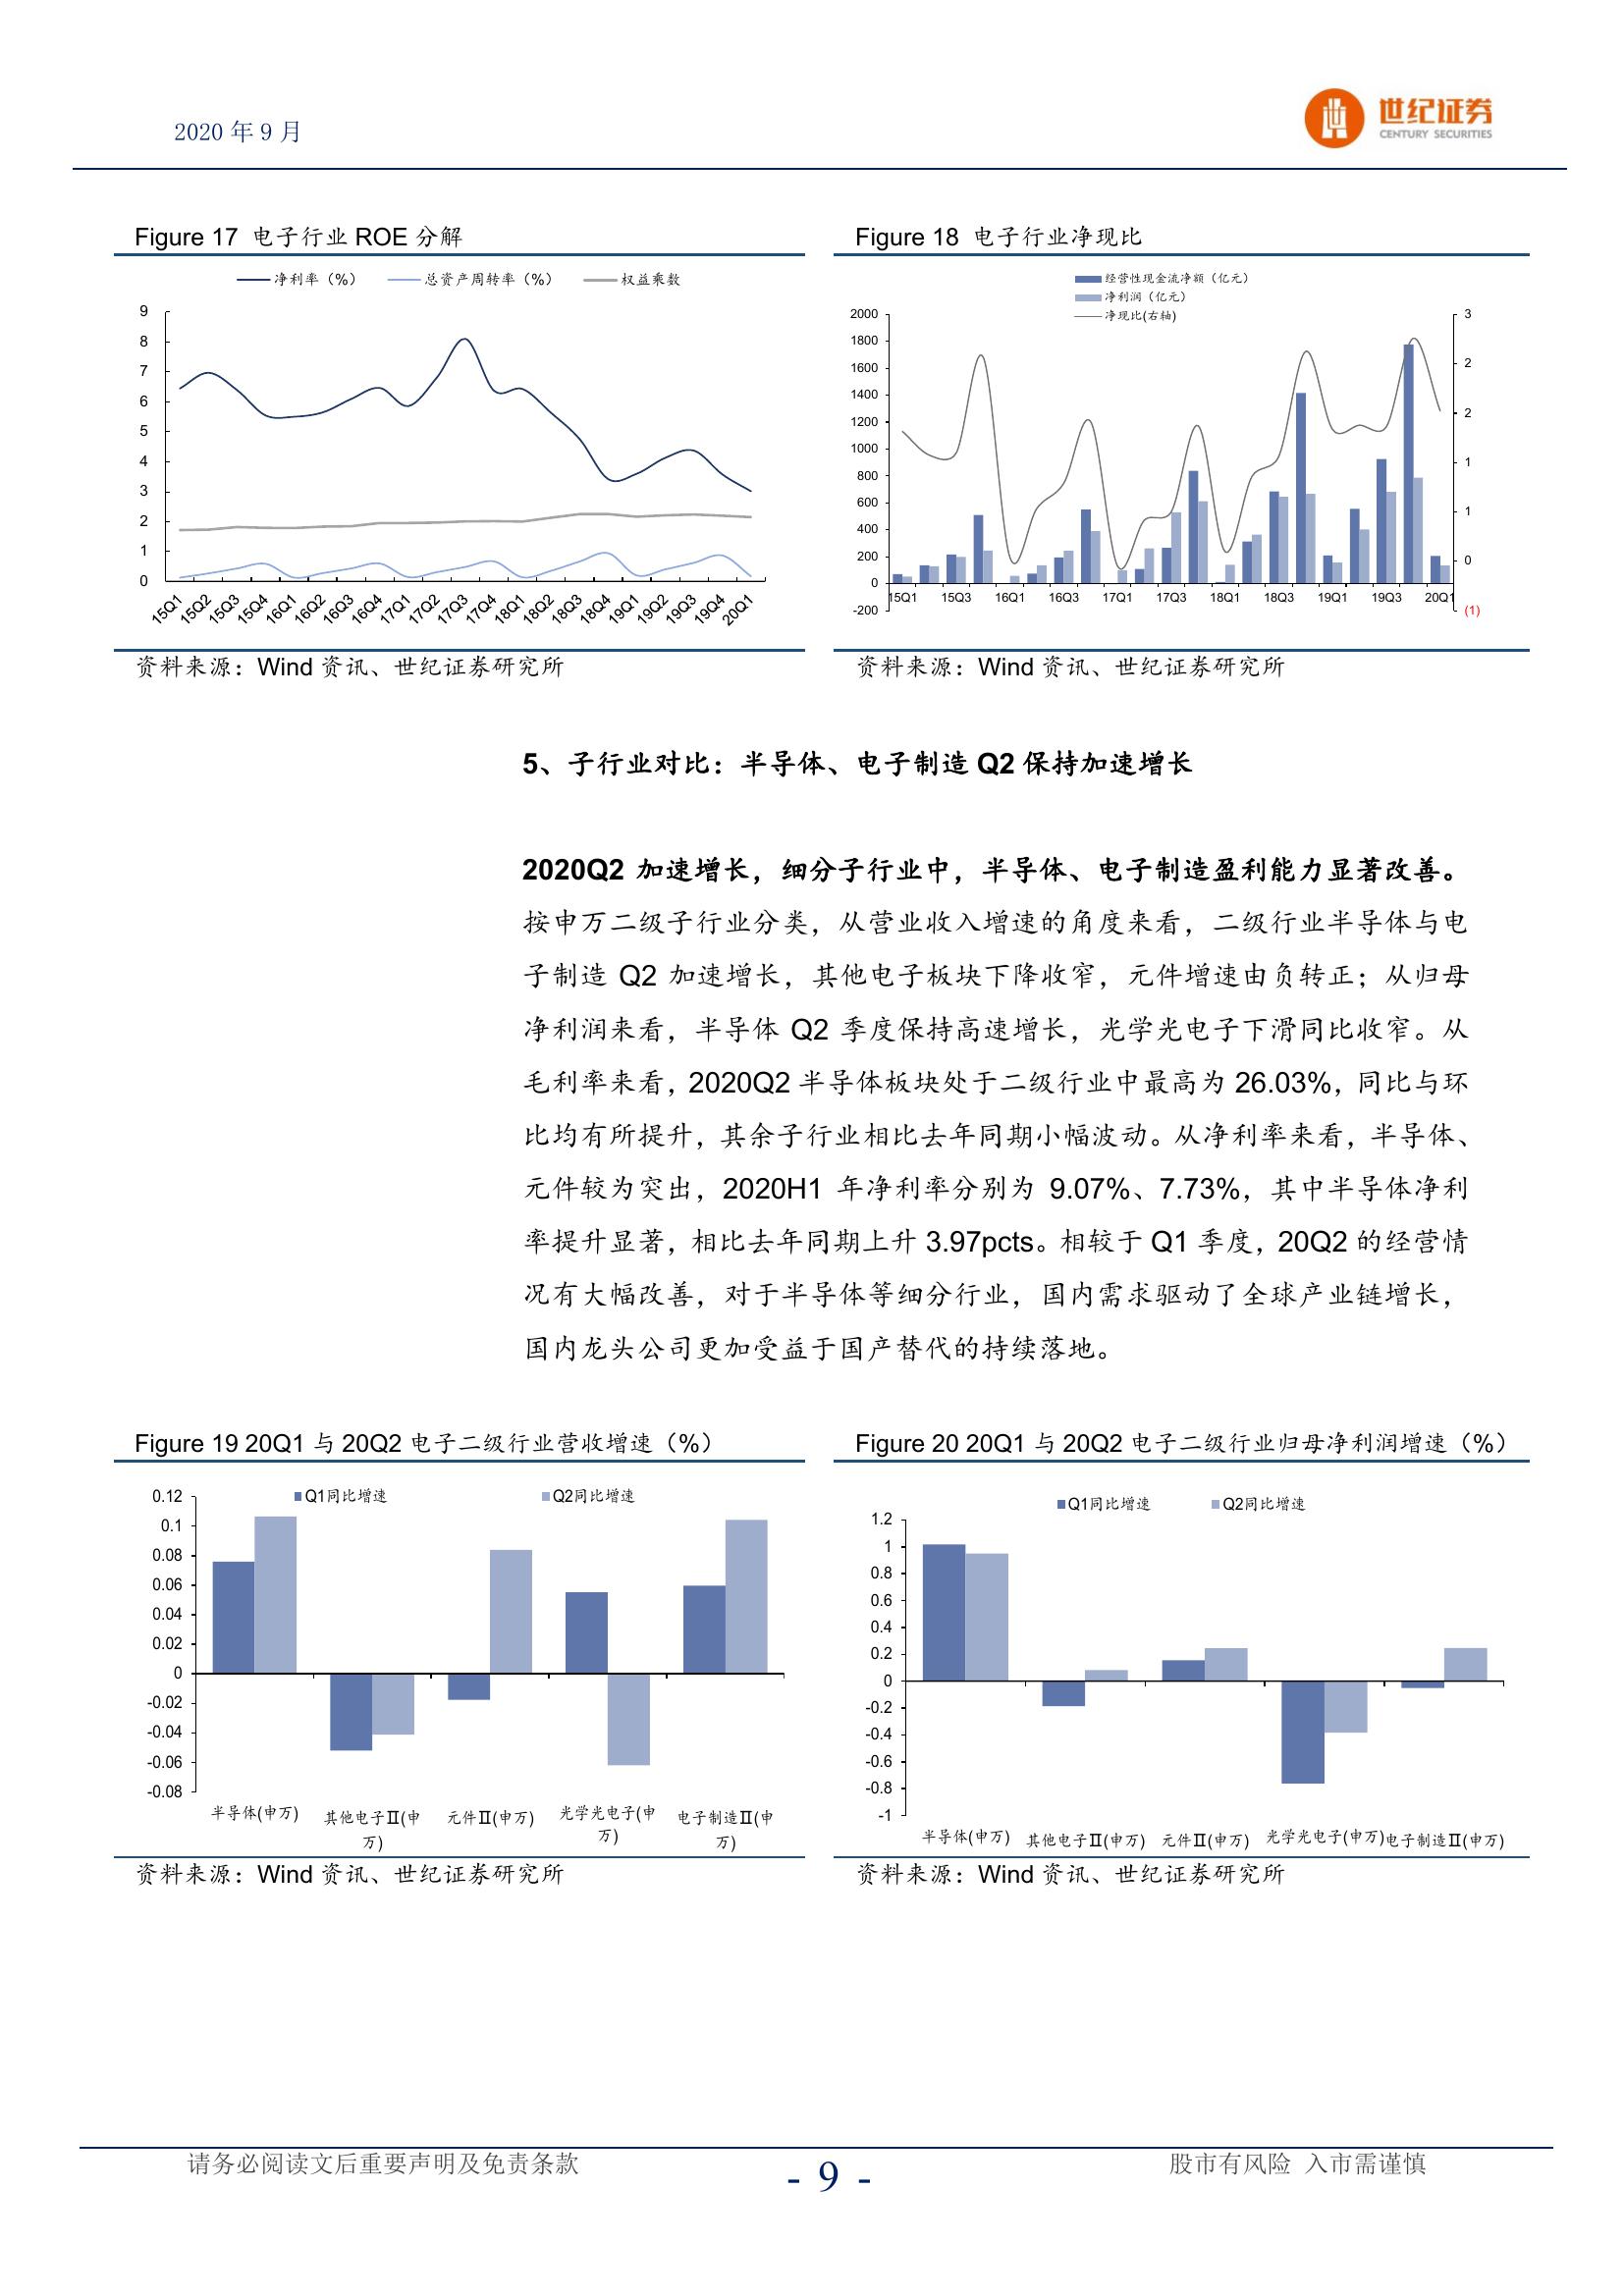 2020 年 9 月
世纪证券
CENTURY SECURITIES
Figure 17 电子行业 ROE 分解
净利率（%） 总资产周转率（%） 权益乘数
9
8
7
6
5
4
3
2
1
0
15Q1 15Q2 15Q3 15Q4 16Q1 16Q2 16Q3 16Q4 17Q1 17Q2 17Q3 17Q4 18Q1 18Q2 18Q3 18Q4 19Q1 19Q2 19Q3 19Q4 20Q1
资料来源：Wind 资讯、世纪证券研究所
Figure 18 电子行业净现比
经营性现金流净额（亿元）
净利润（亿元）
净现比(右轴)
2000
1800
1600
1400
1200
1000
800
600
400
200
0
-200
3
2
2
1
1
0
(1)
15Q1 15Q3 16Q1 16Q3 17Q1 17Q3 18Q1 18Q3 19Q1 19Q3 20Q1
资料来源：Wind 资讯、世纪证券研究所
5、子行业对比：半导体、电子制造 Q2 保持加速增长
2020Q2 加速增长，细分子行业中，半导体、电子制造盈利能力显著改善。
按申万二级子行业分类，从营业收入增速的角度来看，二级行业半导体与电
子制造 Q2 加速增长，其他电子板块下降收窄，元件增速由负转正；从归母
净利润来看，半导体 Q2 季度保持高速增长，光学光电子下滑同比收窄。从
毛利率来看，2020Q2 半导体板块处于二级行业中最高为 26.03%，同比与环
比均有所提升，其余子行业相比去年同期小幅波动。从净利率来看，半导体、
元件较为突出，2020H1 年净利率分别为 9.07%、7.73%，其中半导体净利
率提升显著，相比去年同期上升 3.97pcts。相较于 Q1 季度，20Q2 的经营情
况有大幅改善，对于半导体等细分行业，国内需求驱动了全球产业链增长，
国内龙头公司更加受益于国产替代的持续落地。
Figure 19 20Q1 与 20Q2 电子二级行业营收增速（%）
Q1同比增速 Q2同比增速
0.12
0.1
0.08
0.06
0.04
0.02
0
-0.02
-0.04
-0.06
-0.08
半导体(申万) 其他电子Ⅱ(申 元件Ⅱ(申万) 光学光电子(申 电子制造Ⅱ(申
万) 万) 万)
资料来源：Wind 资讯、世纪证券研究所
Figure 20 20Q1 与 20Q2 电子二级行业归母净利润增速（%）
Q1同比增速 Q2同比增速
1.2
1
0.8
0.6
0.4
0.2
0
-0.2
-0.4
-0.6
-0.8
-1
半导体(申万) 其他电子Ⅱ(申万) 元件Ⅱ(申万) 光学光电子(申万) 电子制造Ⅱ(申万)
资料来源：Wind 资讯、世纪证券研究所
请务必阅读文后重要声明及免责条款
- 9 -
股市有风险 入市需谨慎